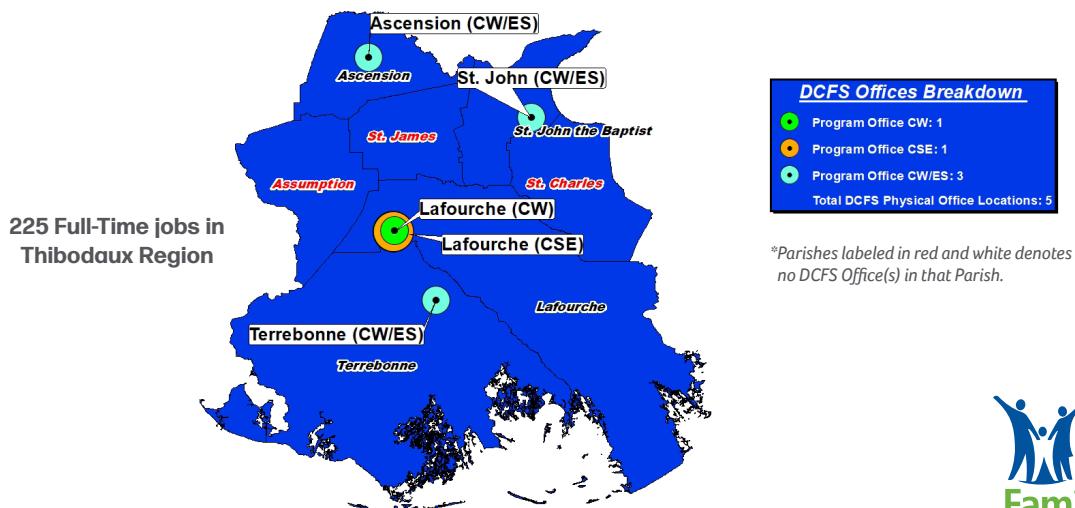 Ascension (CW/ES)
Ascension
St. John (CW/ES)
St. John the Baptist
St. James
Assumption
St. Charles
Lafourche (CW)
Lafourche (CSE)
Lafourche
Terrebonne (CW/ES)
Terrebonne
225 Full-Time jobs in
Thibodaux Region
DCFS Offices Breakdown
Program Office CW: 1
Program Office CSE: 1
Program Office CW/ES: 3
Total DCFS Physical Office Locations: 5
*Parishes labeled in red and white denotes
no DCFS Office(s) in that Parish.